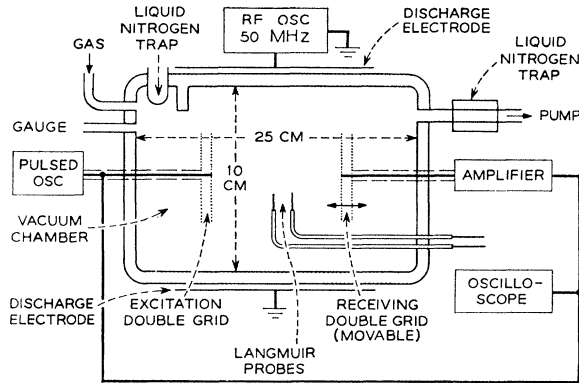 LIQUID
NITROGEN
TRAP
RF OSC
50 MHz
DISCHARGE
ELECTRODE
LIQUID
NITROGEN
TRAP
GAS
GAUGE
PUMP
25 CM
10
CM
PULSED
OSC
AMPLIFIER
VACUUM
CHAMBER
OSCILLO-
SCOPE
DISCHARGE
ELECTRODE
EXCITATION
DOUBLE GRID
LANGMUIR
PROBES
RECEIVING
DOUBLE GRID
(MOVABLE)